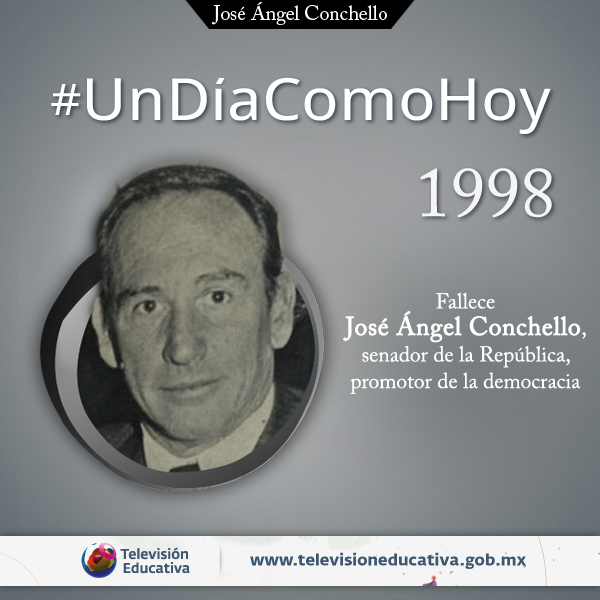 José Ángel Conchello
#UnDíaComoHoy
1998
Fallece
José Ángel Conchello,
senador de la República,
promotor de la democracia
Televisión
Educativa
www.televisioneducativa.gob.mx